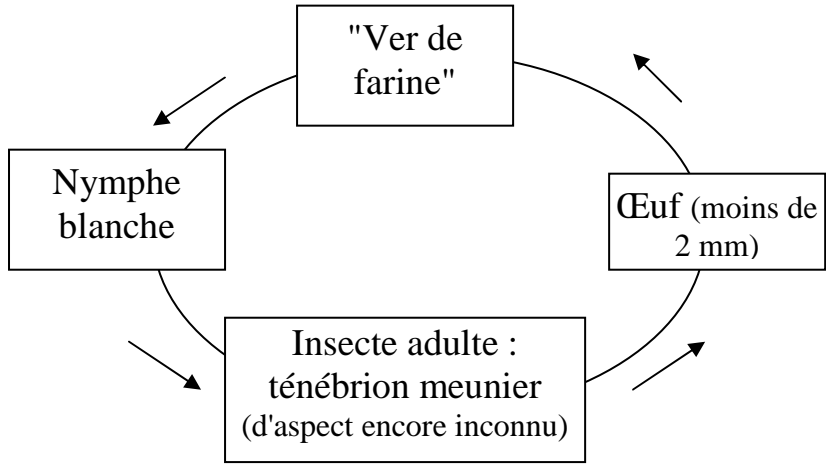 "Ver de
farine"
Nymphe
blanche
Œuf (moins de
2 mm)
Insecte adulte :
ténébrion meunier
(d'aspect encore inconnu)